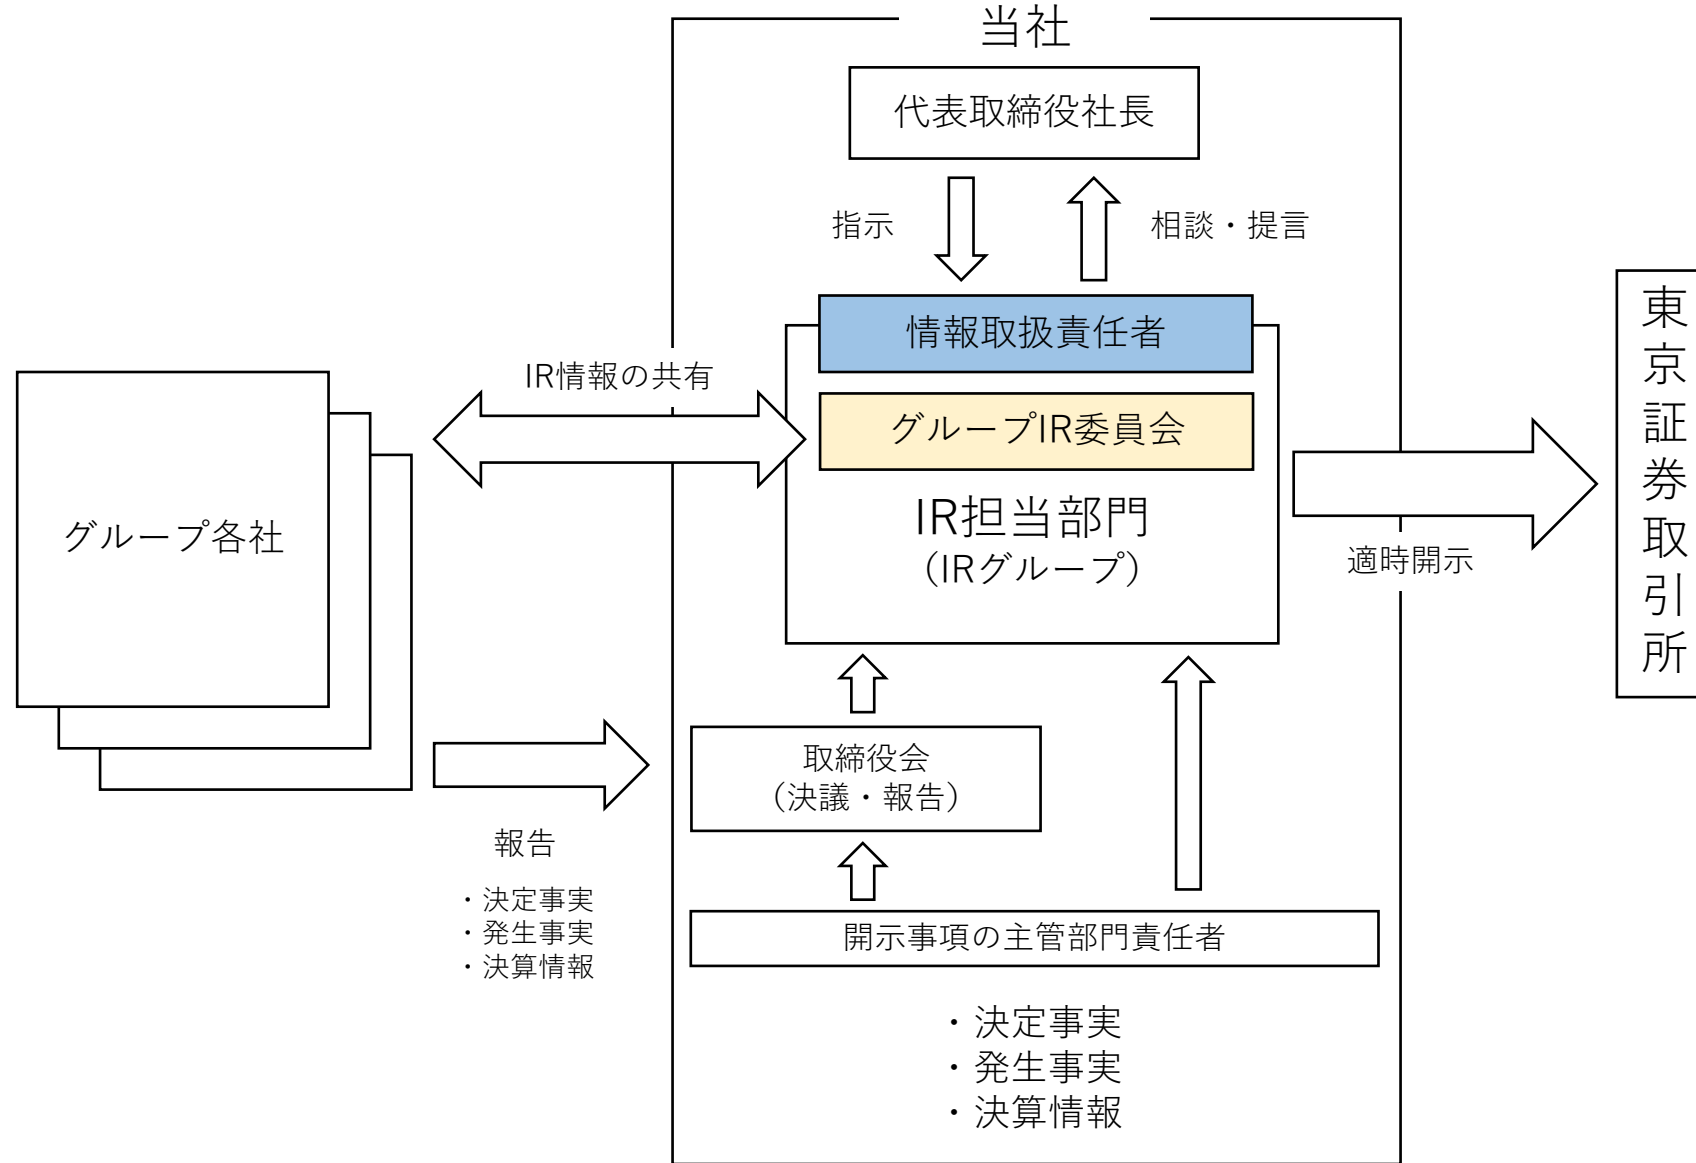 当社
代表取締役社長
指示
相談・提言
情報取扱責任者
グループIR委員会
IR担当部門
（IRグループ）
IR情報の共有
グループ各社
適時開示
東京証券取引所
取締役会
（決議・報告）
報告
・決定事実
・発生事実
・決算情報
開示事項の主管部門責任者
・決定事実
・発生事実
・決算情報